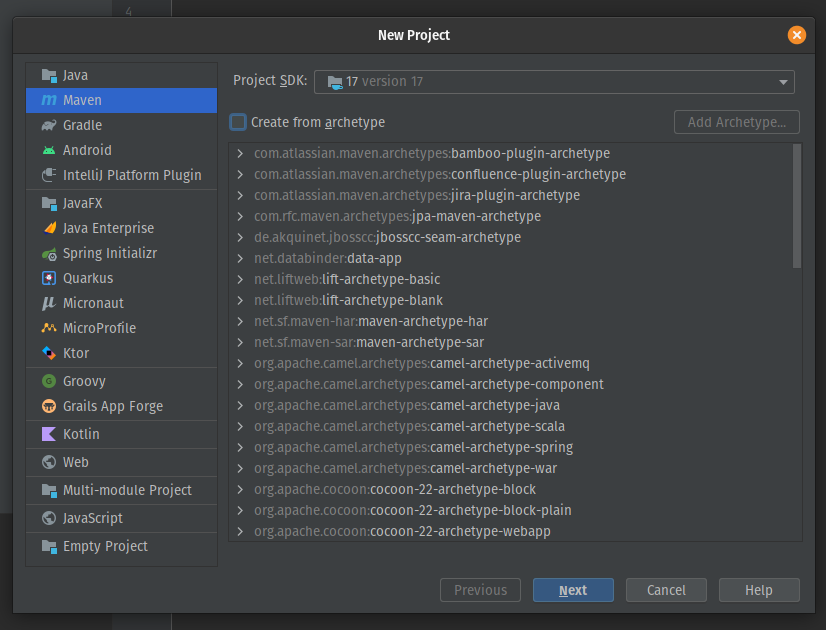 4
New Project
Java
Maven
Gradle
Android
IntelliJ Platform Plugin
JavaFX
Java Enterprise
Spring Initializr
Quarkus
Micronaut
MicroProfile
Ktor
Groovy
Grails App Forge
Kotlin
Web
Multi-module Project
JavaScript
Empty Project
Project SDK: 17 version 17
Create from archetype Add Archetype...
com.atlassian.maven.archetypes:bamboo-plugin-archetype
com.atlassian.maven.archetypes:confluence-plugin-archetype
com.atlassian.maven.archetypes:jira-plugin-archetype
com.rfc.maven.archetypes:jpa-maven-archetype
de.akquinet.jbosscc:jbosscc-seam-archetype
net.databinder:data-app
net.liftweb:lift-archetype-basic
net.liftweb:lift-archetype-blank
net.sf.maven-har:maven-archetype-har
net.sf.maven-sar:maven-archetype-sar
org.apache.camel.archetypes:camel-archetype-activemq
org.apache.camel.archetypes:camel-archetype-component
org.apache.camel.archetypes:camel-archetype-java
org.apache.camel.archetypes:camel-archetype-scala
org.apache.camel.archetypes:camel-archetype-spring
org.apache.camel.archetypes:camel-archetype-war
org.apache.cocoon:cocoon-22-archetype-block
org.apache.cocoon:cocoon-22-archetype-block-plain
org.apache.cocoon:cocoon-22-archetype-webapp
Previous Next Cancel Help